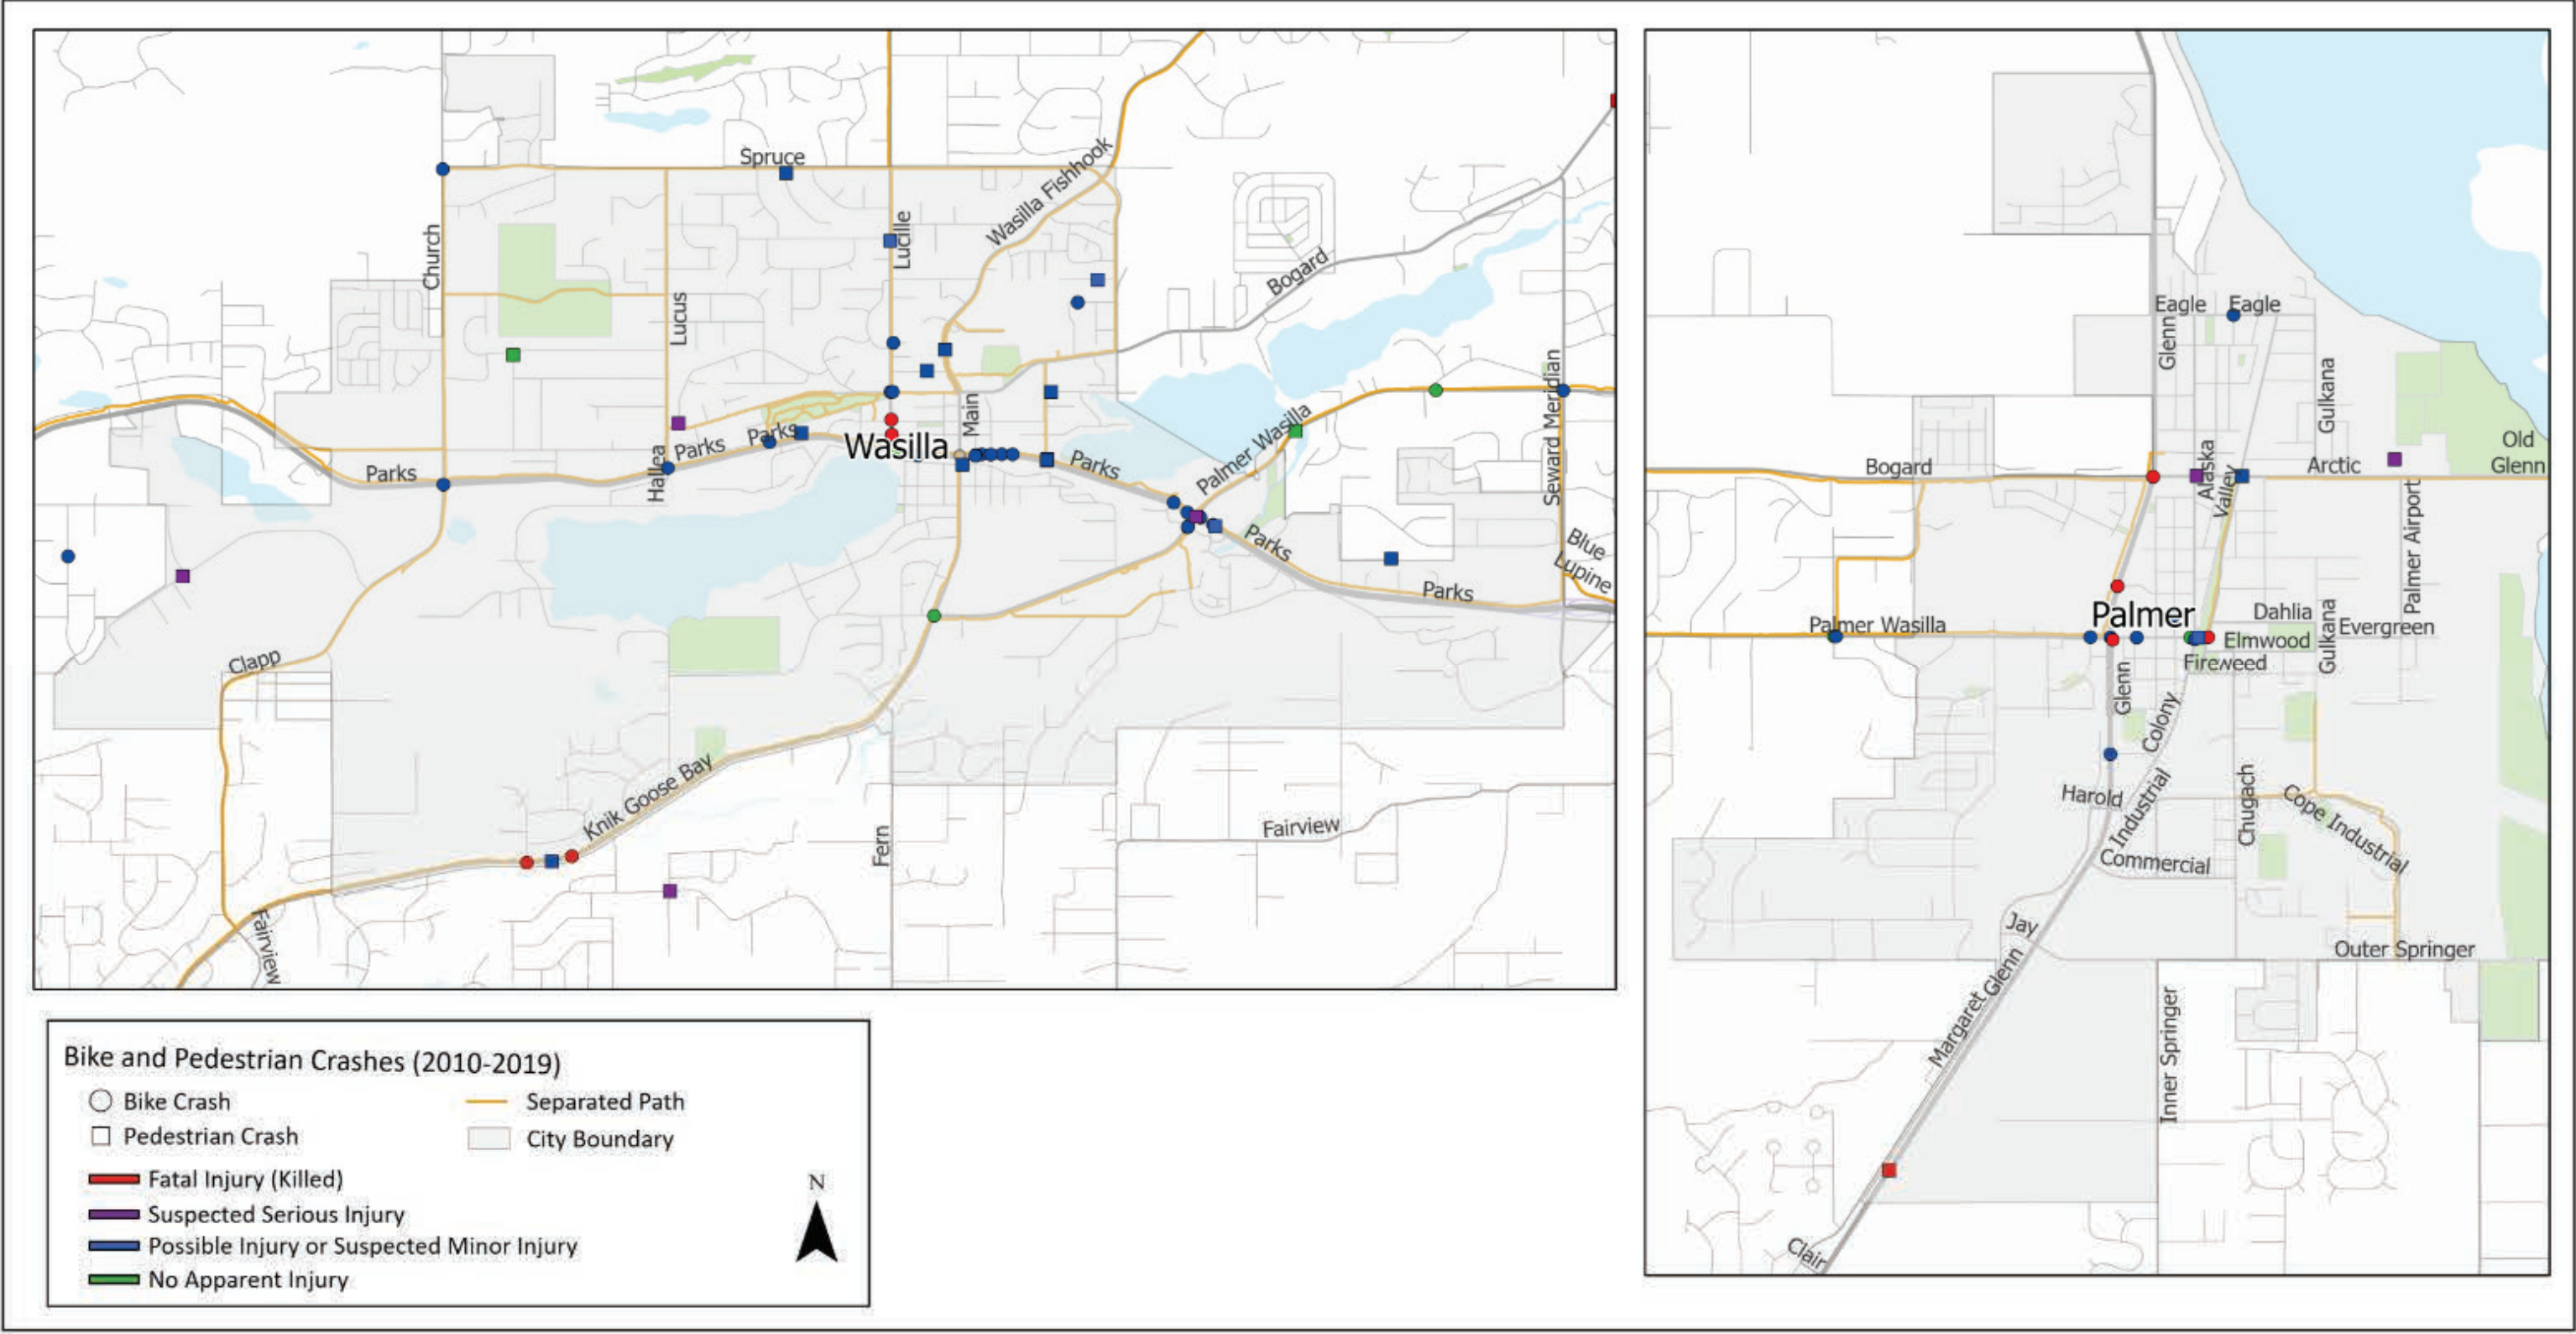 Spruce
Wasilla Fishhook
Church
Lucille
Bogard
Lucus
Seward Meridian
Main
Palmer Wasilla
Parks
Wasilla
Parks
Parks
Parks
Hallea
Parks
Blue
Lupine
Parks
Clapp
Knik Goose Bay
Fern
Fairview
Fairview
Eagle
Eagle
Glenn
Gulkana
Old
Glenn
Bogard
Alaska
Arctic
Valley
Palmer Airport
Palmer
Dahlia
Palmer Wasilla
Evergreen
Elmwood
Gulkana
Fireweed
Glenn
Colony
Harold
Industrial
Chugach
Cope Industrial
Commercial
Jay
Outer Springer
Glenn
Margaret
Inner Springer
Clair
Bike and Pedestrian Crashes (2010-2019)
Bike Crash
Separated Path
Pedestrian Crash
City Boundary
Fatal Injury (Killed)
Suspected Serious Injury
Possible Injury or Suspected Minor Injury
No Apparent Injury
N